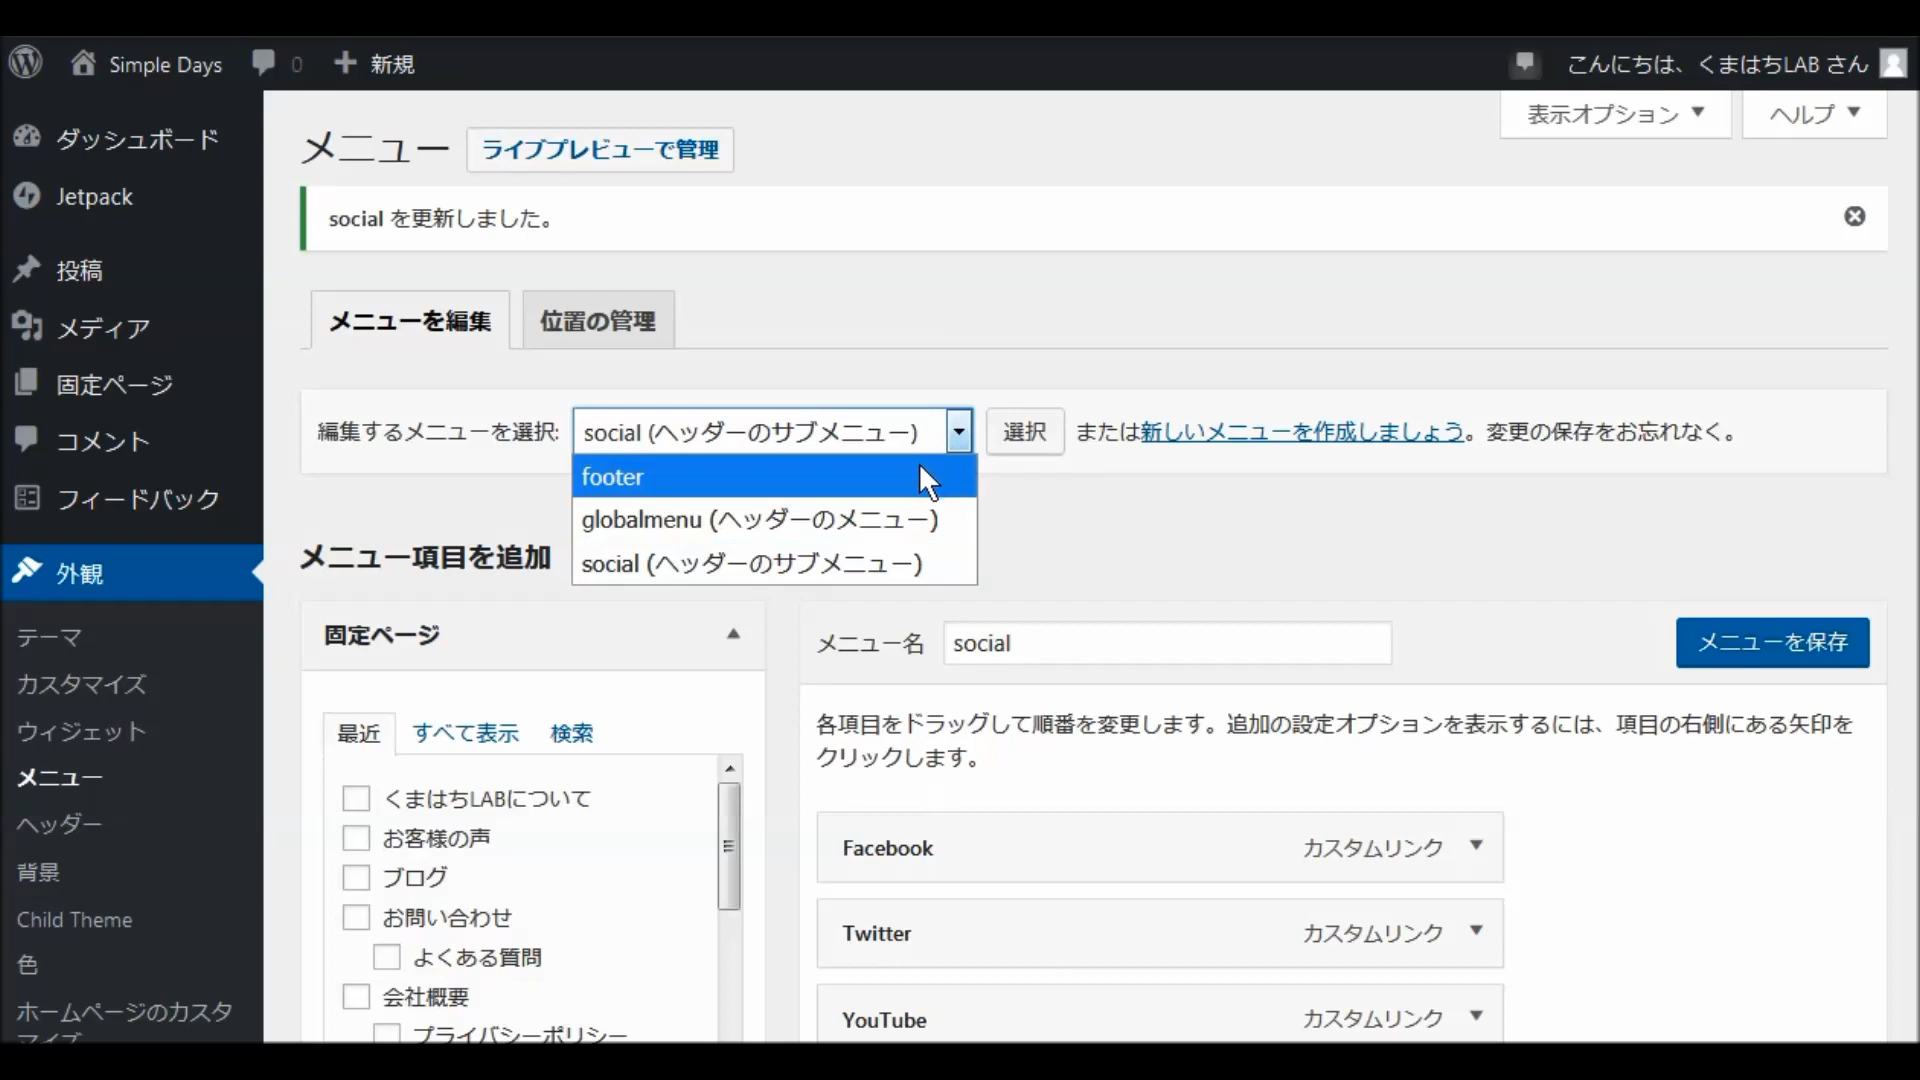 Simple Days
0
新規
こんにちは、くまはちLAB さん
表示オプション
ヘルプ
ダッシュボード
Jetpack
投稿
メディア
固定ページ
コメント
フィードバック
外観
テーマ
カスタマイズ
ウィジェット
メニュー
ヘッダー
背景
Child Theme
色
ホームページのカスタ
マイズ
メニュー
ライブプレビューで管理
social を更新しました。
メニューを編集
位置の管理
編集するメニューを選択:
social (ヘッダーのサブメニュー)
選択
または新しいメニューを作成しましょう。変更の保存をお忘れなく。
footer
globalmenu (ヘッダーのメニュー)
social (ヘッダーのサブメニュー)
メニュー項目を追加
固定ページ
最近
すべて表示
検索
くまはちLABについて
お客様の声
ブログ
お問い合わせ
よくある質問
会社概要
プライバシーポリシー
メニュー名
social
メニューを保存
各項目をドラッグして順番を変更します。追加の設定オプションを表示するには、項目の右側にある矢印を
クリックします。
Facebook
カスタムリンク
Twitter
カスタムリンク
YouTube
カスタムリンク